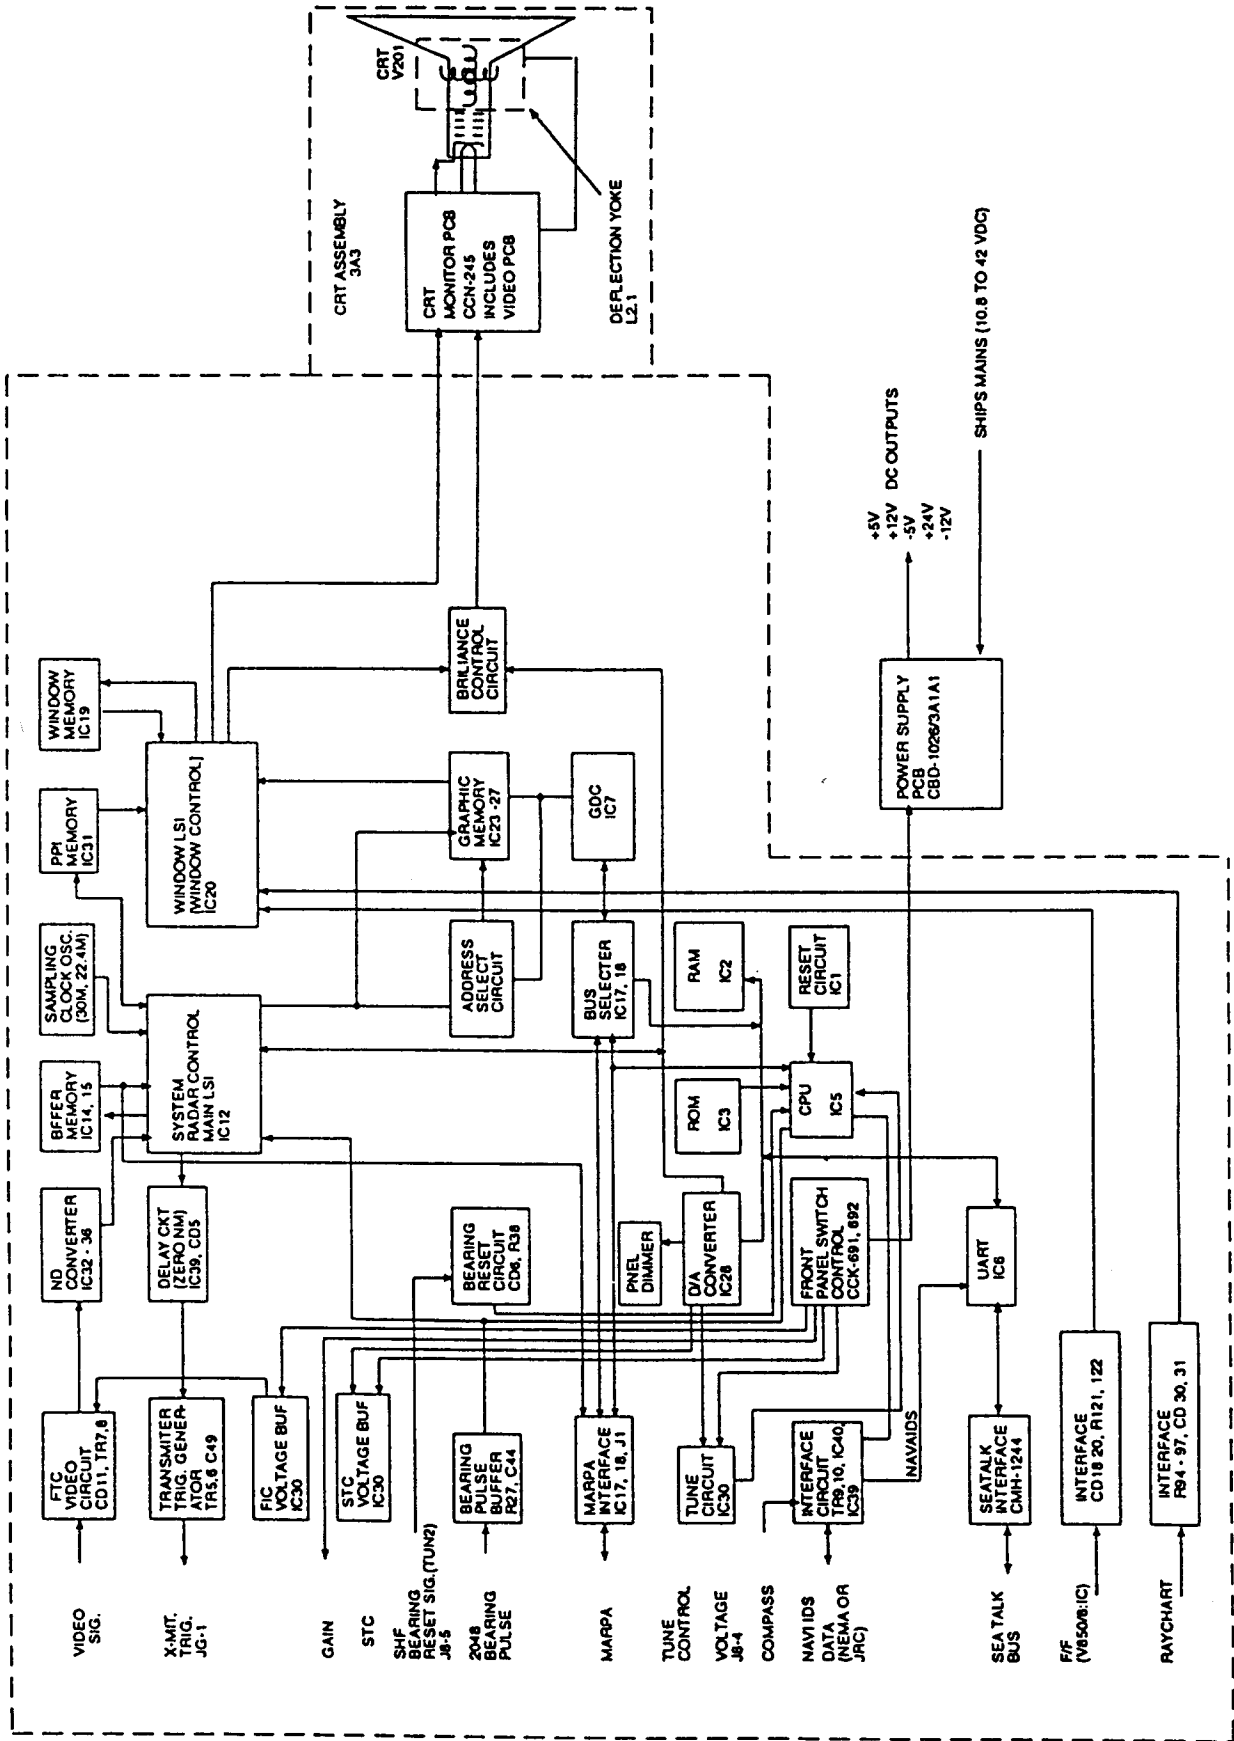 VIDEO
SIG.
X-MIT.
TRIG.
JG-1
GAIN
STC
SHF
BEARING
RESET SIG.(TUN2)
J8-5
2048
BEARING
PULSE
MARPA
TUNE
CONTROL
VOLTAGE
J8-4
COMPASS
NAVI IDS
DATA
(NEMA OR
JRC)
SEA TALK
BUS
F/F
(V850/8:IC)
RAYCHART
FTC
VIDEO
CIRCUIT
CD11, TR7,8
TRANSMITER
TRIG. GENER-
ATOR
TR5,6 C49
FIC
VOLTAGE BUF
IC30
STC
VOLTAGE BUF
IC30
BEARING
PULSE
BUFFER
R27, C44
MARPA
INTERFACE
IC17, 18, J1
TUNE
CIRCUIT
IC30
INTERFACE
CIRCUIT
TR9,10, IC40,
IC39
NAVAIDS
SEATALK
INTERFACE
CMH-1244
INTERFACE
CD18 20, R121, 122
INTERFACE
R94 - 97, CD 30, 31
ND
CONVERTER
IC32 - 36
DELAY CKT
(ZERO NM)
IC39, CD5
BEARING
RESET
CIRCUIT
CD6, R38
PNEL
DIMMER
D/A
CONVERTER
IC28
FRONT
PANEL SWITCH
CONTROL
CCK-691, 692
UART
IC6
BFFER
MEMORY
IC14, 15
SYSTEM
RADAR CONTROL
MAIN LSI
IC12
ROM
IC3
CPU
IC5
SAMPLING
CLOCK OSC.
(30M, 22.4M)
ADDRESS
SELECT
CIRCUIT
BUS
SELECTER
IC17, 18
RAM
IC2
RESET
CIRCUIT
IC1
PPI
MEMORY
IC31
WINDOW
MEMORY
IC19
WINDOW LSI
(WINDOW CONTROL]
IC20
GRAPHIC
MEMORY
IC23 -27
GDC
IC7
BRILIANCE
CONTROL
CIRCUIT
POWER SUPPLY
PCB
CBD-1026/3A1A1
+5V
+12V DC OUTPUTS
-5V
+24V
-12V
SHIPS MAINS (10.8 TO 42 VDC)
CRT ASSEMBLY
3A3
CRT
MONITOR PCB
CCN-245
INCLUDES
VIDEO PCB
CRT
V201
DEFLECTION YOKE
L2.1